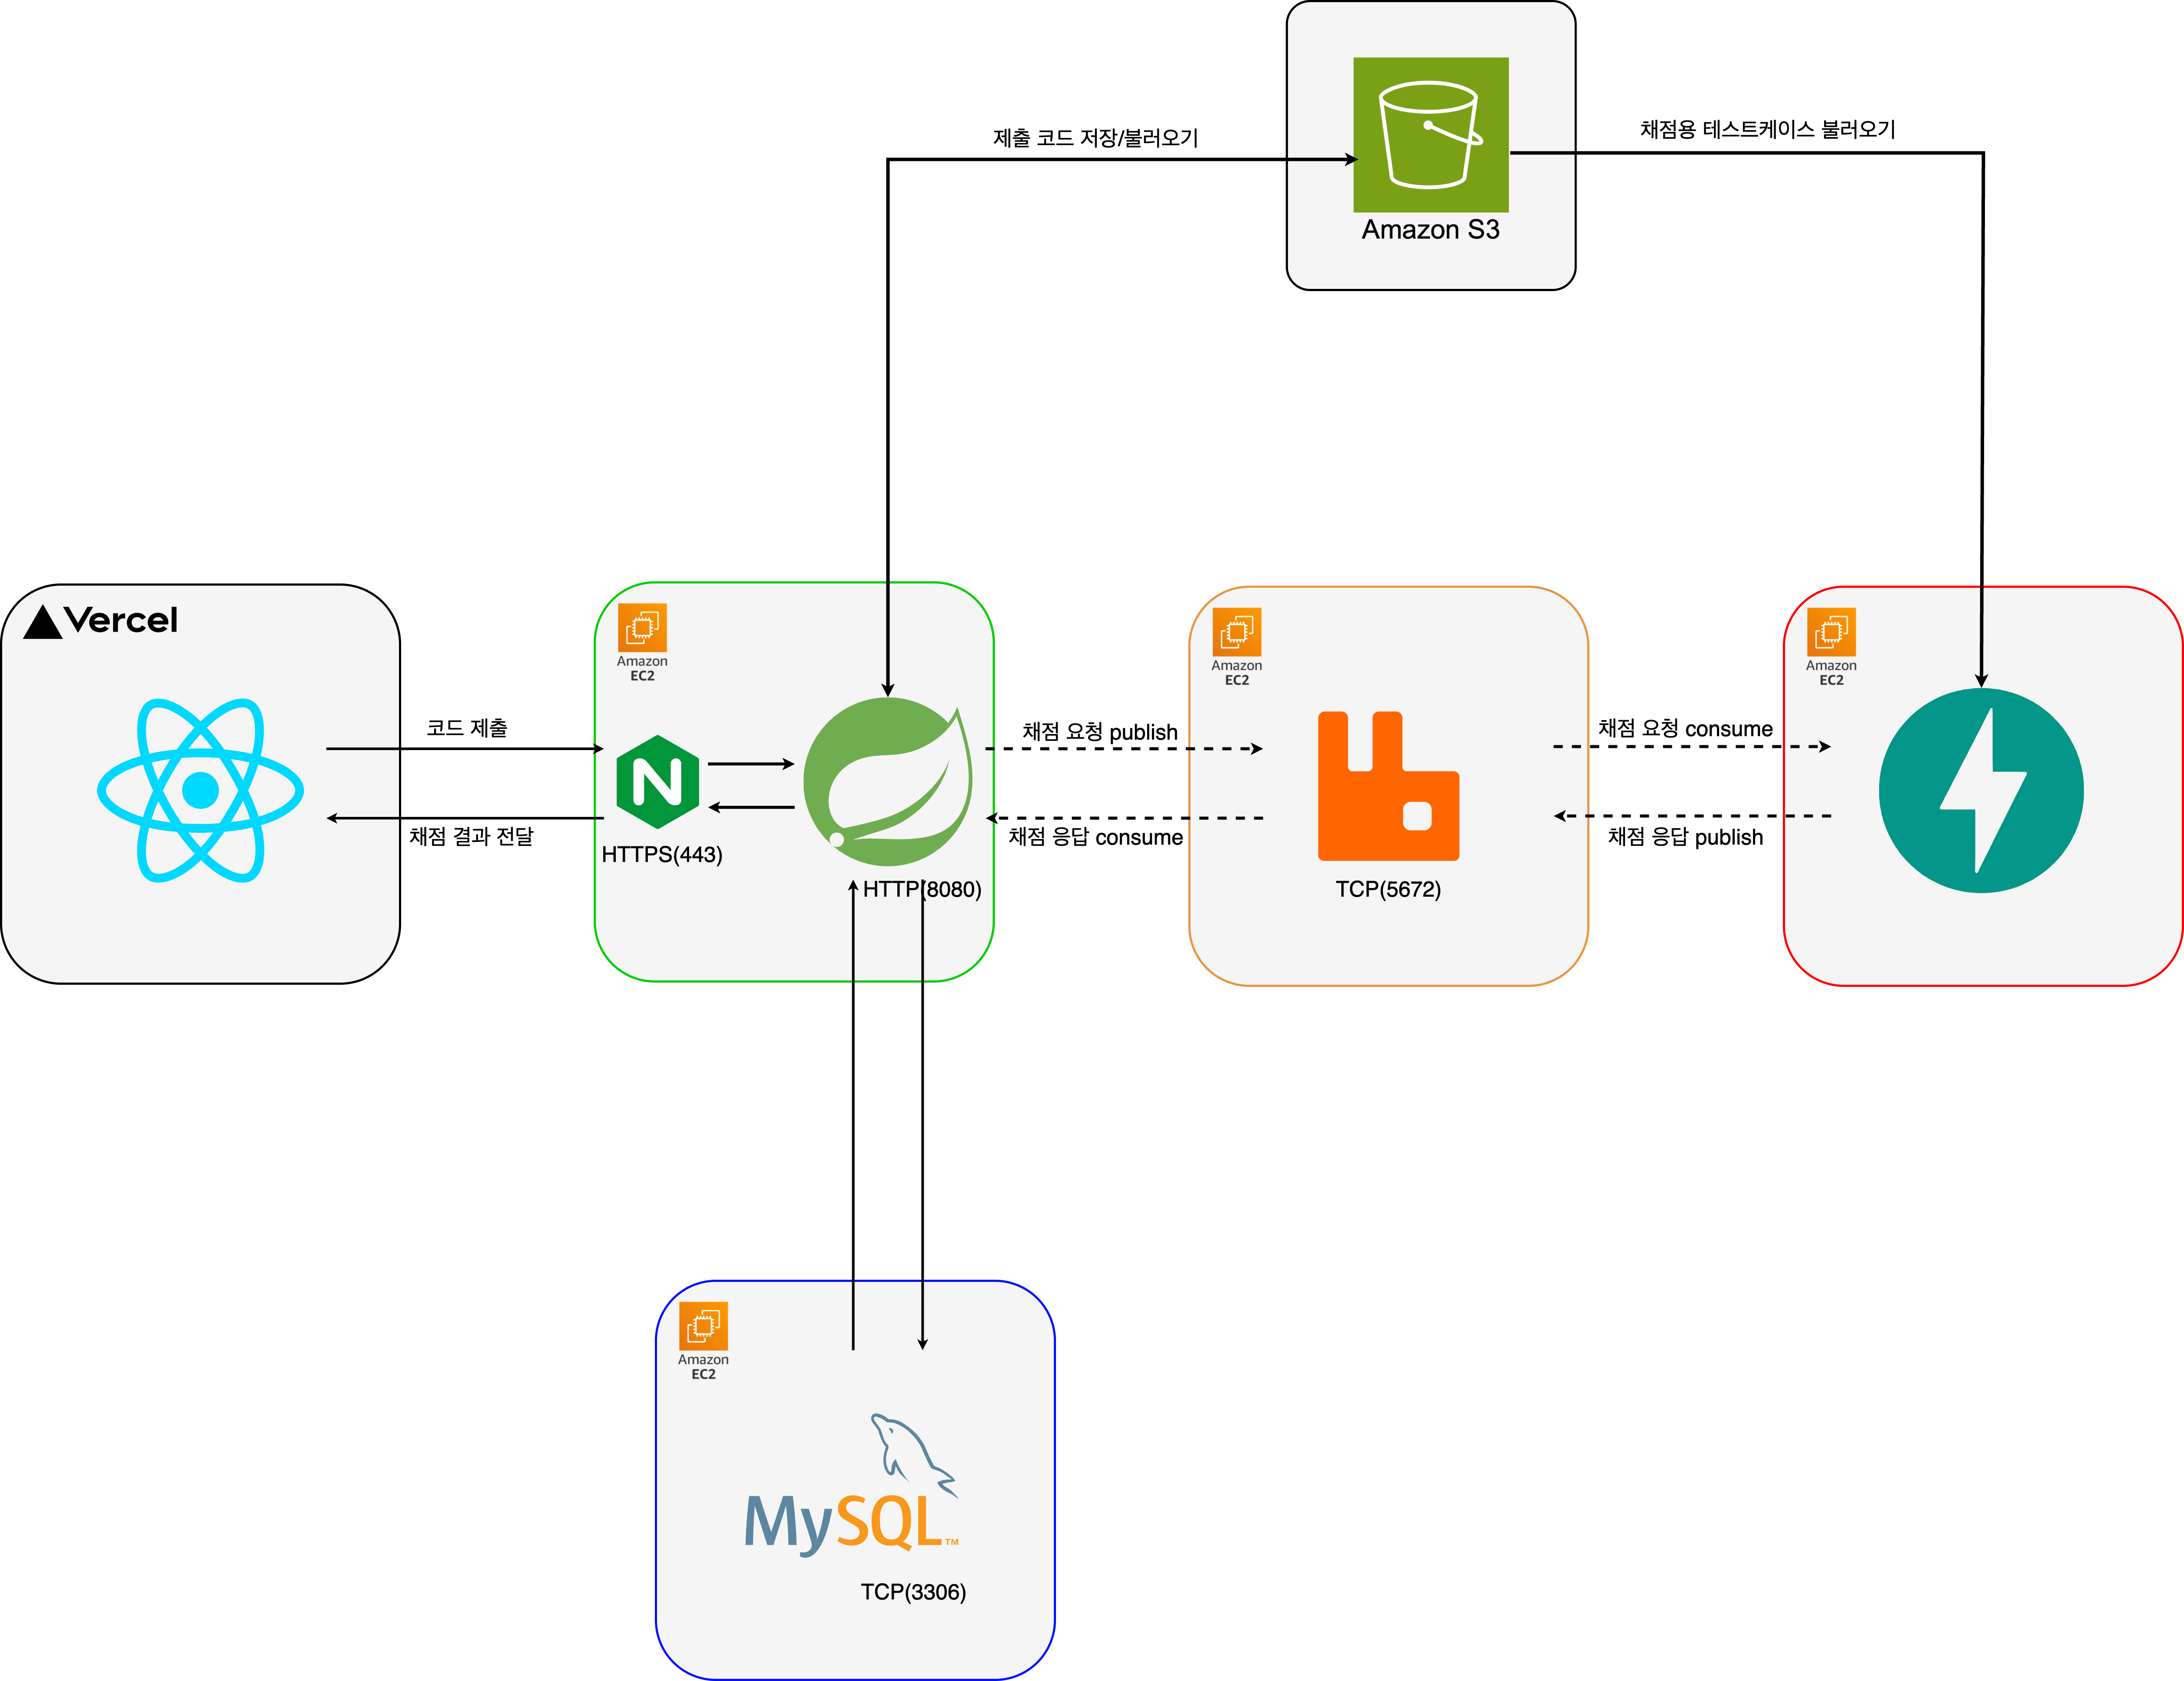 Amazon S3
제출 코드 저장/불러오기
채점용 테스트케이스 불러오기
Vercel
코드 제출
채점 결과 전달
Amazon
EC2
N
HTTPS(443)
HTTP(8080)
채점 요청 publish
채점 응답 consume
Amazon
EC2
TCP(5672)
채점 요청 consume
채점 응답 publish
Amazon
EC2
Amazon
EC2
MySQL™
TCP(3306)